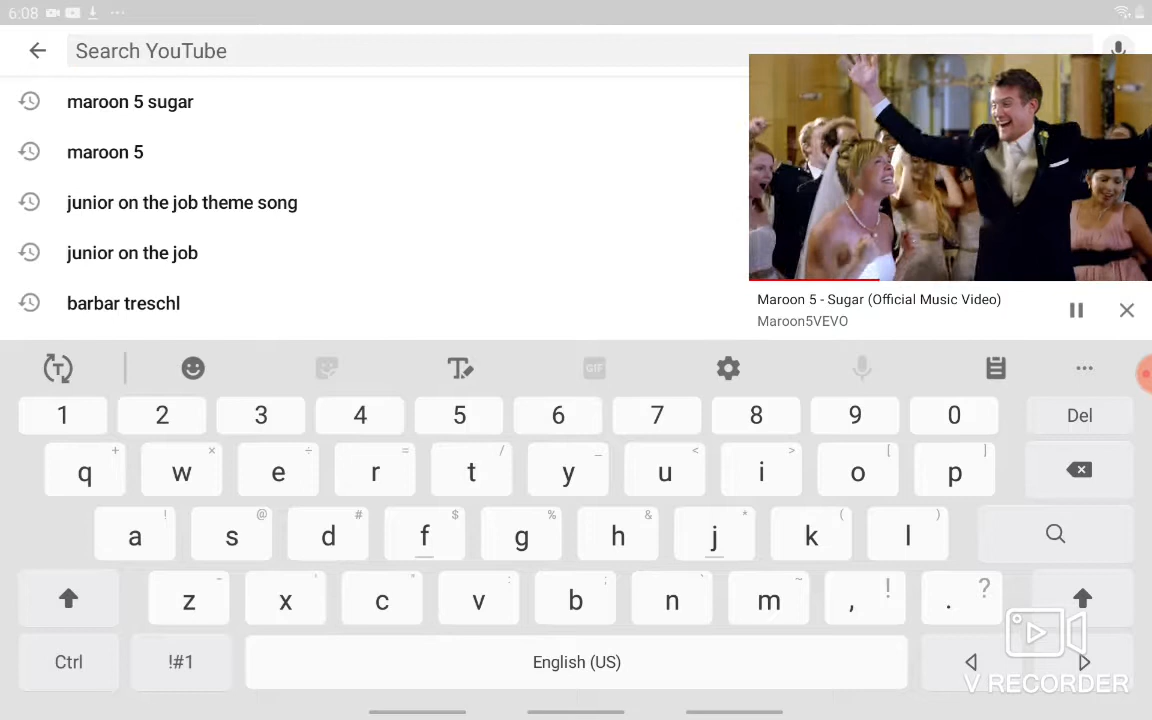 6:08
Search YouTube
maroon 5 sugar
maroon 5
junior on the job theme song
junior on the job
barbar treschl
Maroon 5 - Sugar (Official Music Video)
Maroon5VEVO
T T GIF ...
1 2 3 4 5 6 7 8 9 0 Del
+ × ÷ = / _ < > [ ]
q w e r t y u i o p
! @ # $ % & * ( )
a s d f g h j k l
- ' " : ; ` ~ ! ?
z x c v b n m , .
Ctrl !#1 English (US)
V RECORDER